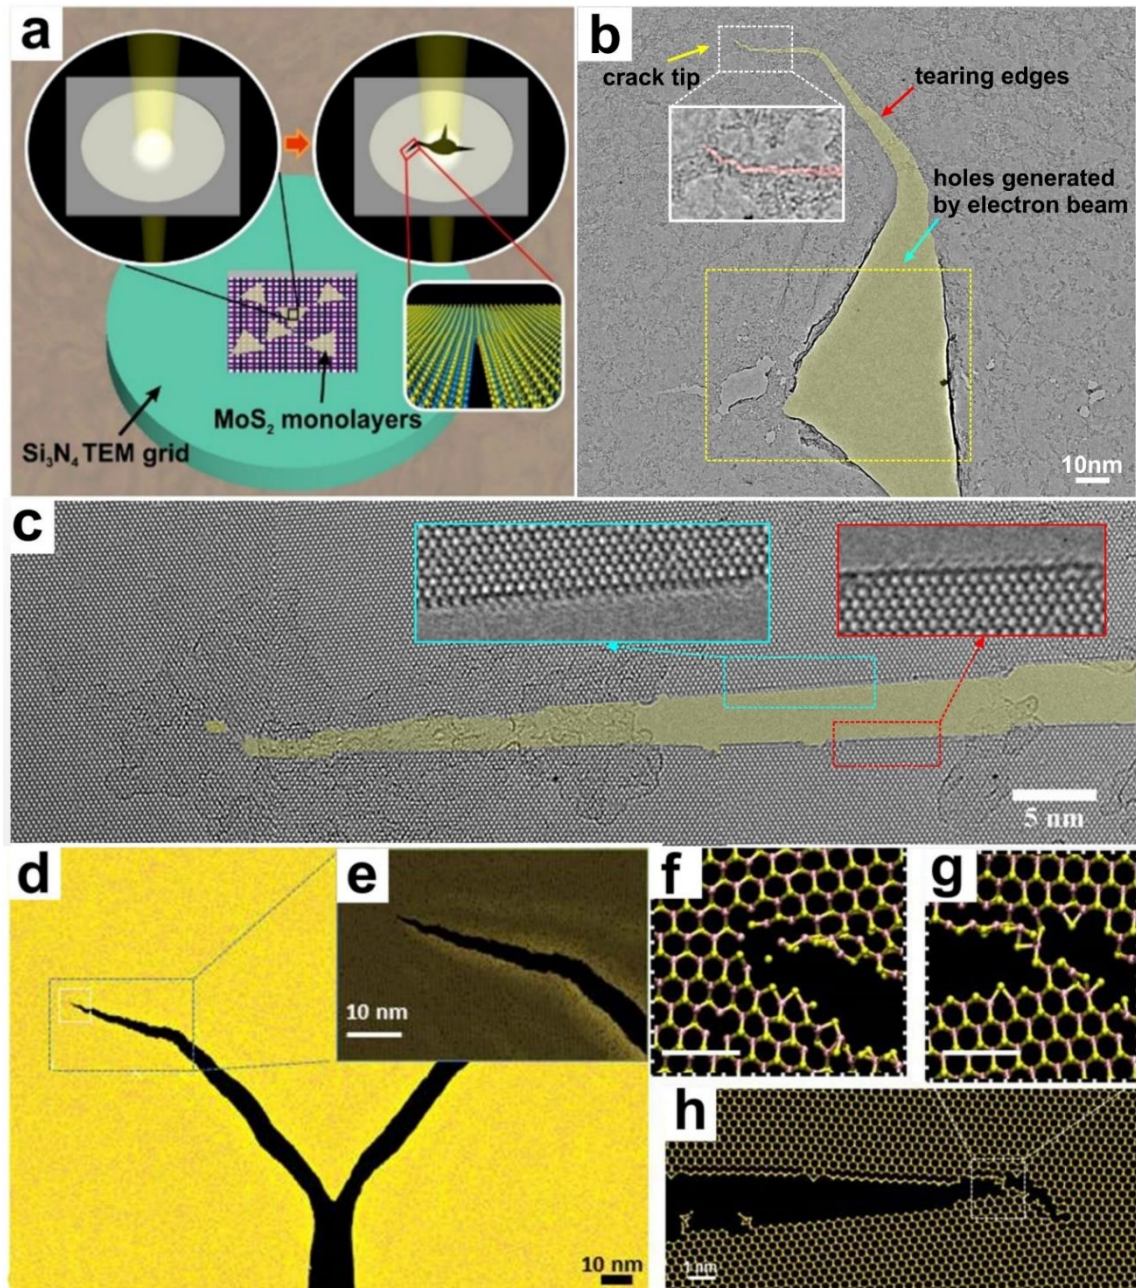 a
MoS₂ monolayers
Si₃N₄ TEM grid
b
crack tip
tearing edges
holes generated
by electron beam
10nm
c
5 nm
d
10 nm
e
10 nm
f
g
h
1 nm